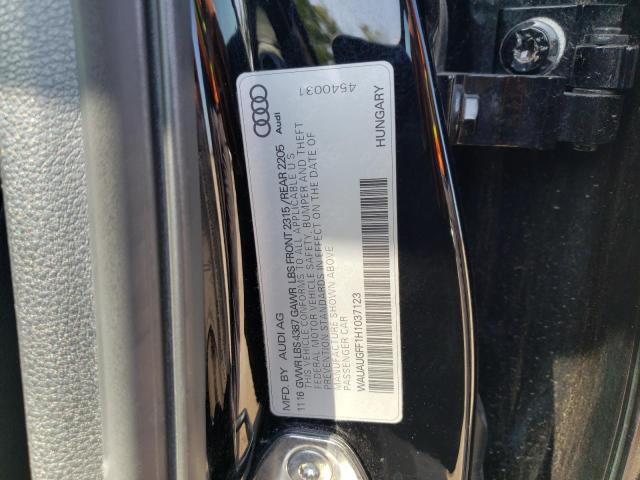 MFD. BY AUDI AG
1116 GVWR LBS 4387 GAWR LBS FRONT 2315/REAR 2205
THIS VEHICLE CONFORMS TO ALL APPLICABLE U S
FEDERAL MOTOR VEHICLE SAFETY, BUMPER AND THEFT
PREVENTION STANDARDS IN EFFECT ON THE DATE OF
MANUFACTURE SHOWN ABOVE
PASSENGER CAR
WAUAUGFF1H1037123
Audi
4540031
HUNGARY